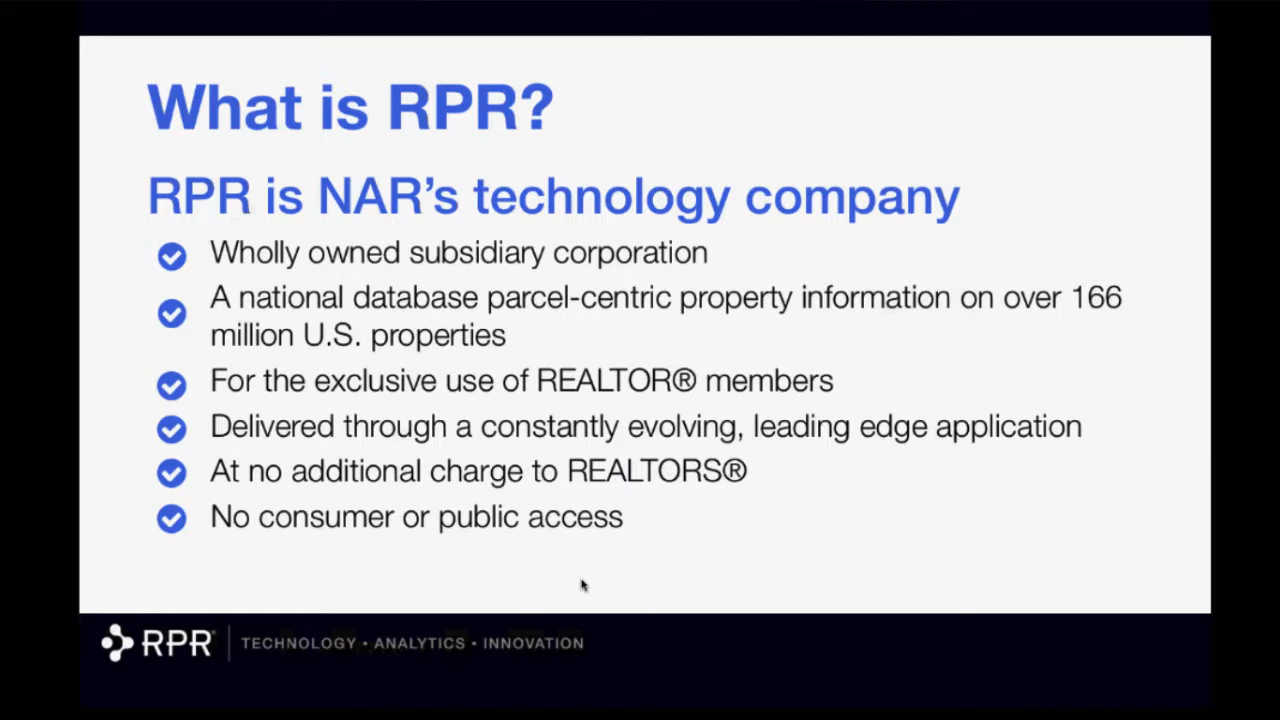 What is RPR?
RPR is NAR’s technology company
Wholly owned subsidiary corporation
A national database parcel-centric property information on over 166
million U.S. properties
For the exclusive use of REALTOR® members
Delivered through a constantly evolving, leading edge application
At no additional charge to REALTORS®
No consumer or public access
RPR® | TECHNOLOGY • ANALYTICS • INNOVATION